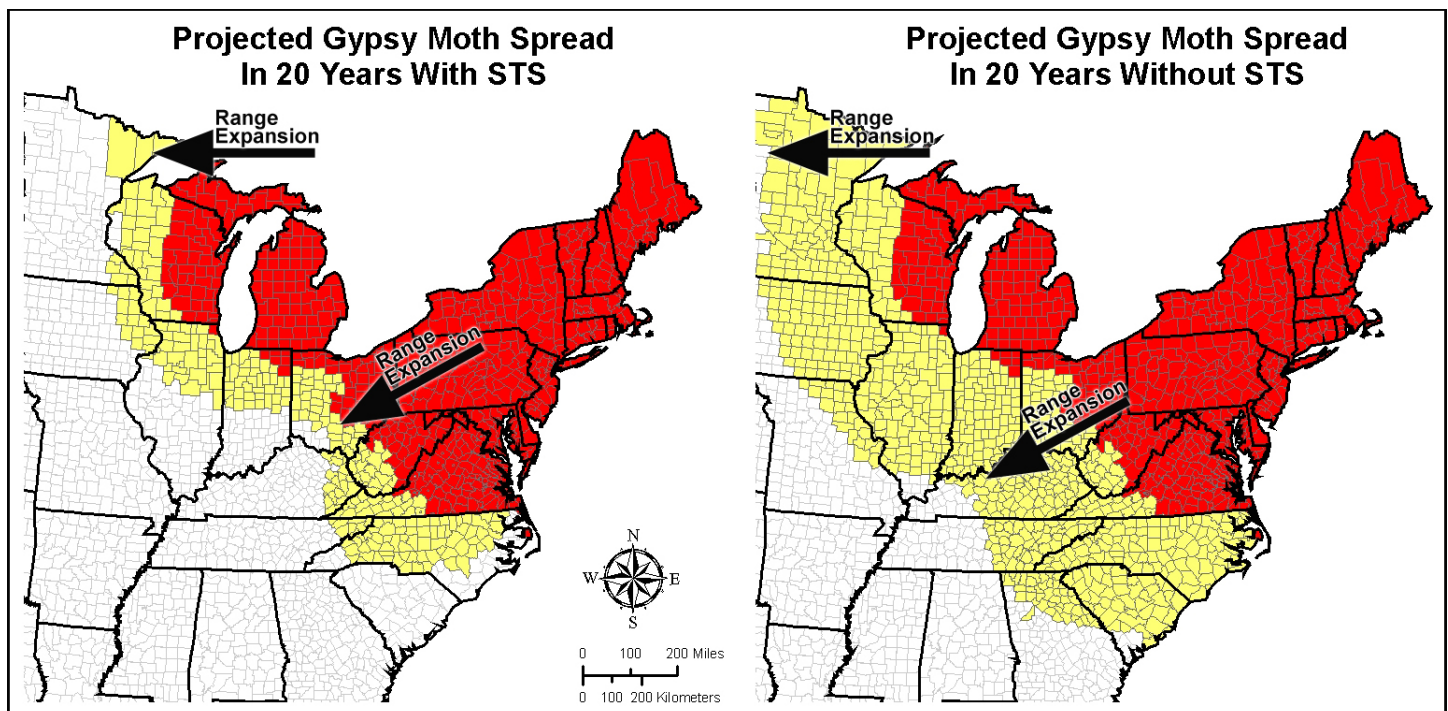 Projected Gypsy Moth Spread
In 20 Years With STS
Range
Expansion
Range
Expansion
N
W
E
S
0 100 200 Miles
0 100 200 Kilometers
Projected Gypsy Moth Spread
In 20 Years Without STS
Range
Expansion
Range
Expansion